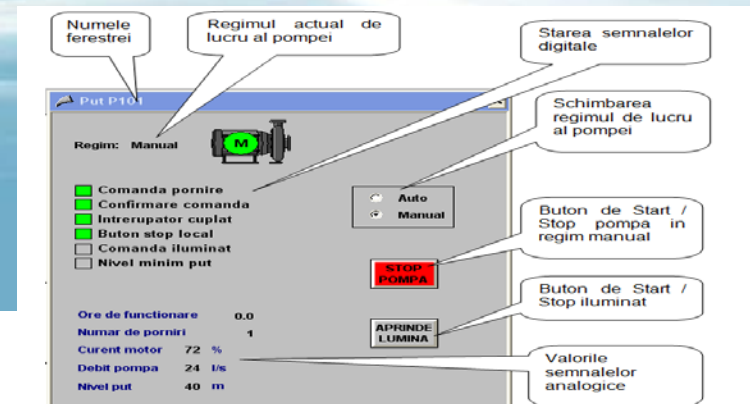 Numele
ferestrei
Regimul actual de
lucru al pompei
Starea semnalelor
digitale
Put P101
Schimbarea
regimului de lucru
al pompei
Regim: Manual
M
Comanda pornire
Confirmare comanda
Intrerupator cuplat
Buton stop local
Comanda iluminat
Nivel minim put
Auto
Manual
Buton de Start /
Stop pompa in
regim manual
STOP
POMPA
Buton de Start /
Stop iluminat
Ore de functionare 0.0
Numar de porniri 1
Curent motor 72 %
Debit pompa 24 l/s
Nivel put 40 m
APRINDE
LUMINA
Valorile
semnalelor
analogice